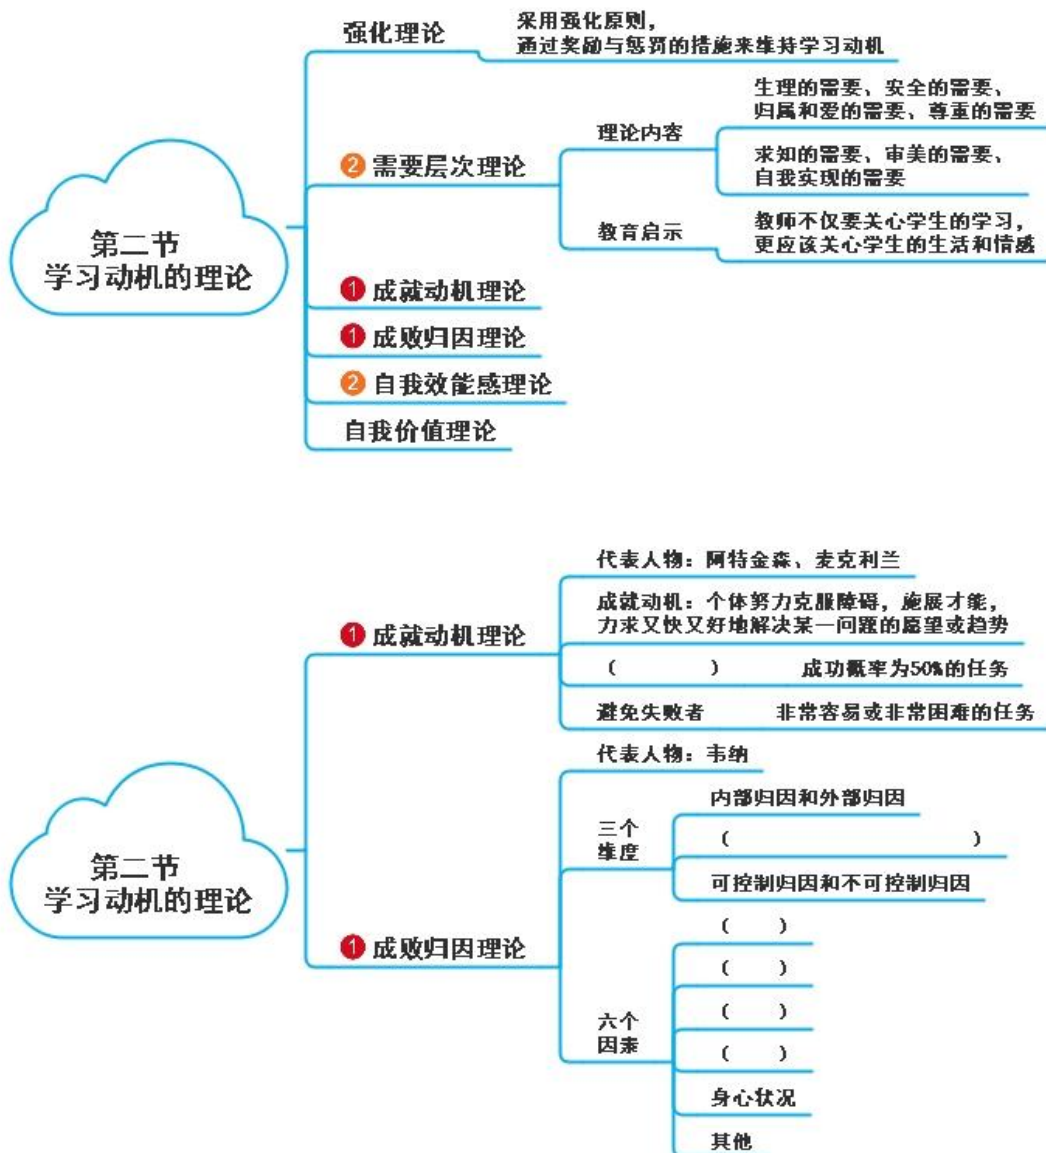 强化理论
采用强化原则，
通过奖励与惩罚的措施来维持学习动机
第二节
学习动机的理论
2 需要层次理论
理论内容
生理的需要、安全的需要、
归属和爱的需要、尊重的需要
求知的需要、审美的需要、
自我实现的需要
教育启示
教师不仅要关心学生的学习，
更应该关心学生的生活和情感
1 成就动机理论
1 成败归因理论
2 自我效能感理论
自我价值理论
第二节
学习动机的理论
1 成就动机理论
代表人物：阿特金森、麦克利兰
成就动机：个体努力克服障碍，施展才能，
力求又快又好地解决某一问题的愿望或趋势
（ ） 成功概率为50%的任务
避免失败者 非常容易或非常困难的任务
1 成败归因理论
代表人物：韦纳
三个
维度
内部归因和外部归因
（ ）
可控制归因和不可控制归因
六个
因素
（ ）
（ ）
（ ）
（ ）
身心状况
其他